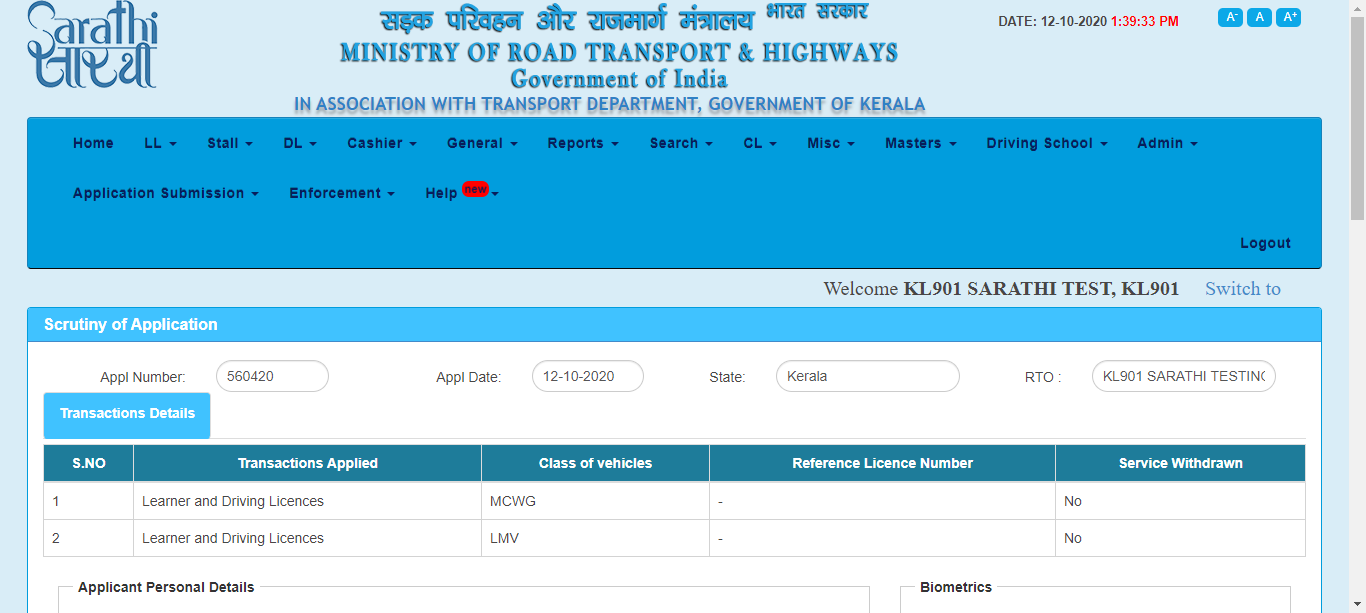 Sarathi
सारथी
सड़क परिवहन और राजमार्ग मंत्रालय भारत सरकार
MINISTRY OF ROAD TRANSPORT & HIGHWAYS
Government of India
IN ASSOCIATION WITH TRANSPORT DEPARTMENT, GOVERNMENT OF KERALA
DATE: 12-10-2020 1:39:33 PM
A- A A+
Home LL Stall DL Cashier General Reports Search CL Misc Masters Driving School Admin
Application Submission Enforcement Help new
Logout
Welcome KL901 SARATHI TEST, KL901 Switch to
Scrutiny of Application
Appl Number: 560420 Appl Date: 12-10-2020 State: Kerala RTO : KL901 SARATHI TESTING
Transactions Details
S.NO Transactions Applied Class of vehicles Reference Licence Number Service Withdrawn
1 Learner and Driving Licences MCWG - No
2 Learner and Driving Licences LMV - No
Applicant Personal Details Biometrics